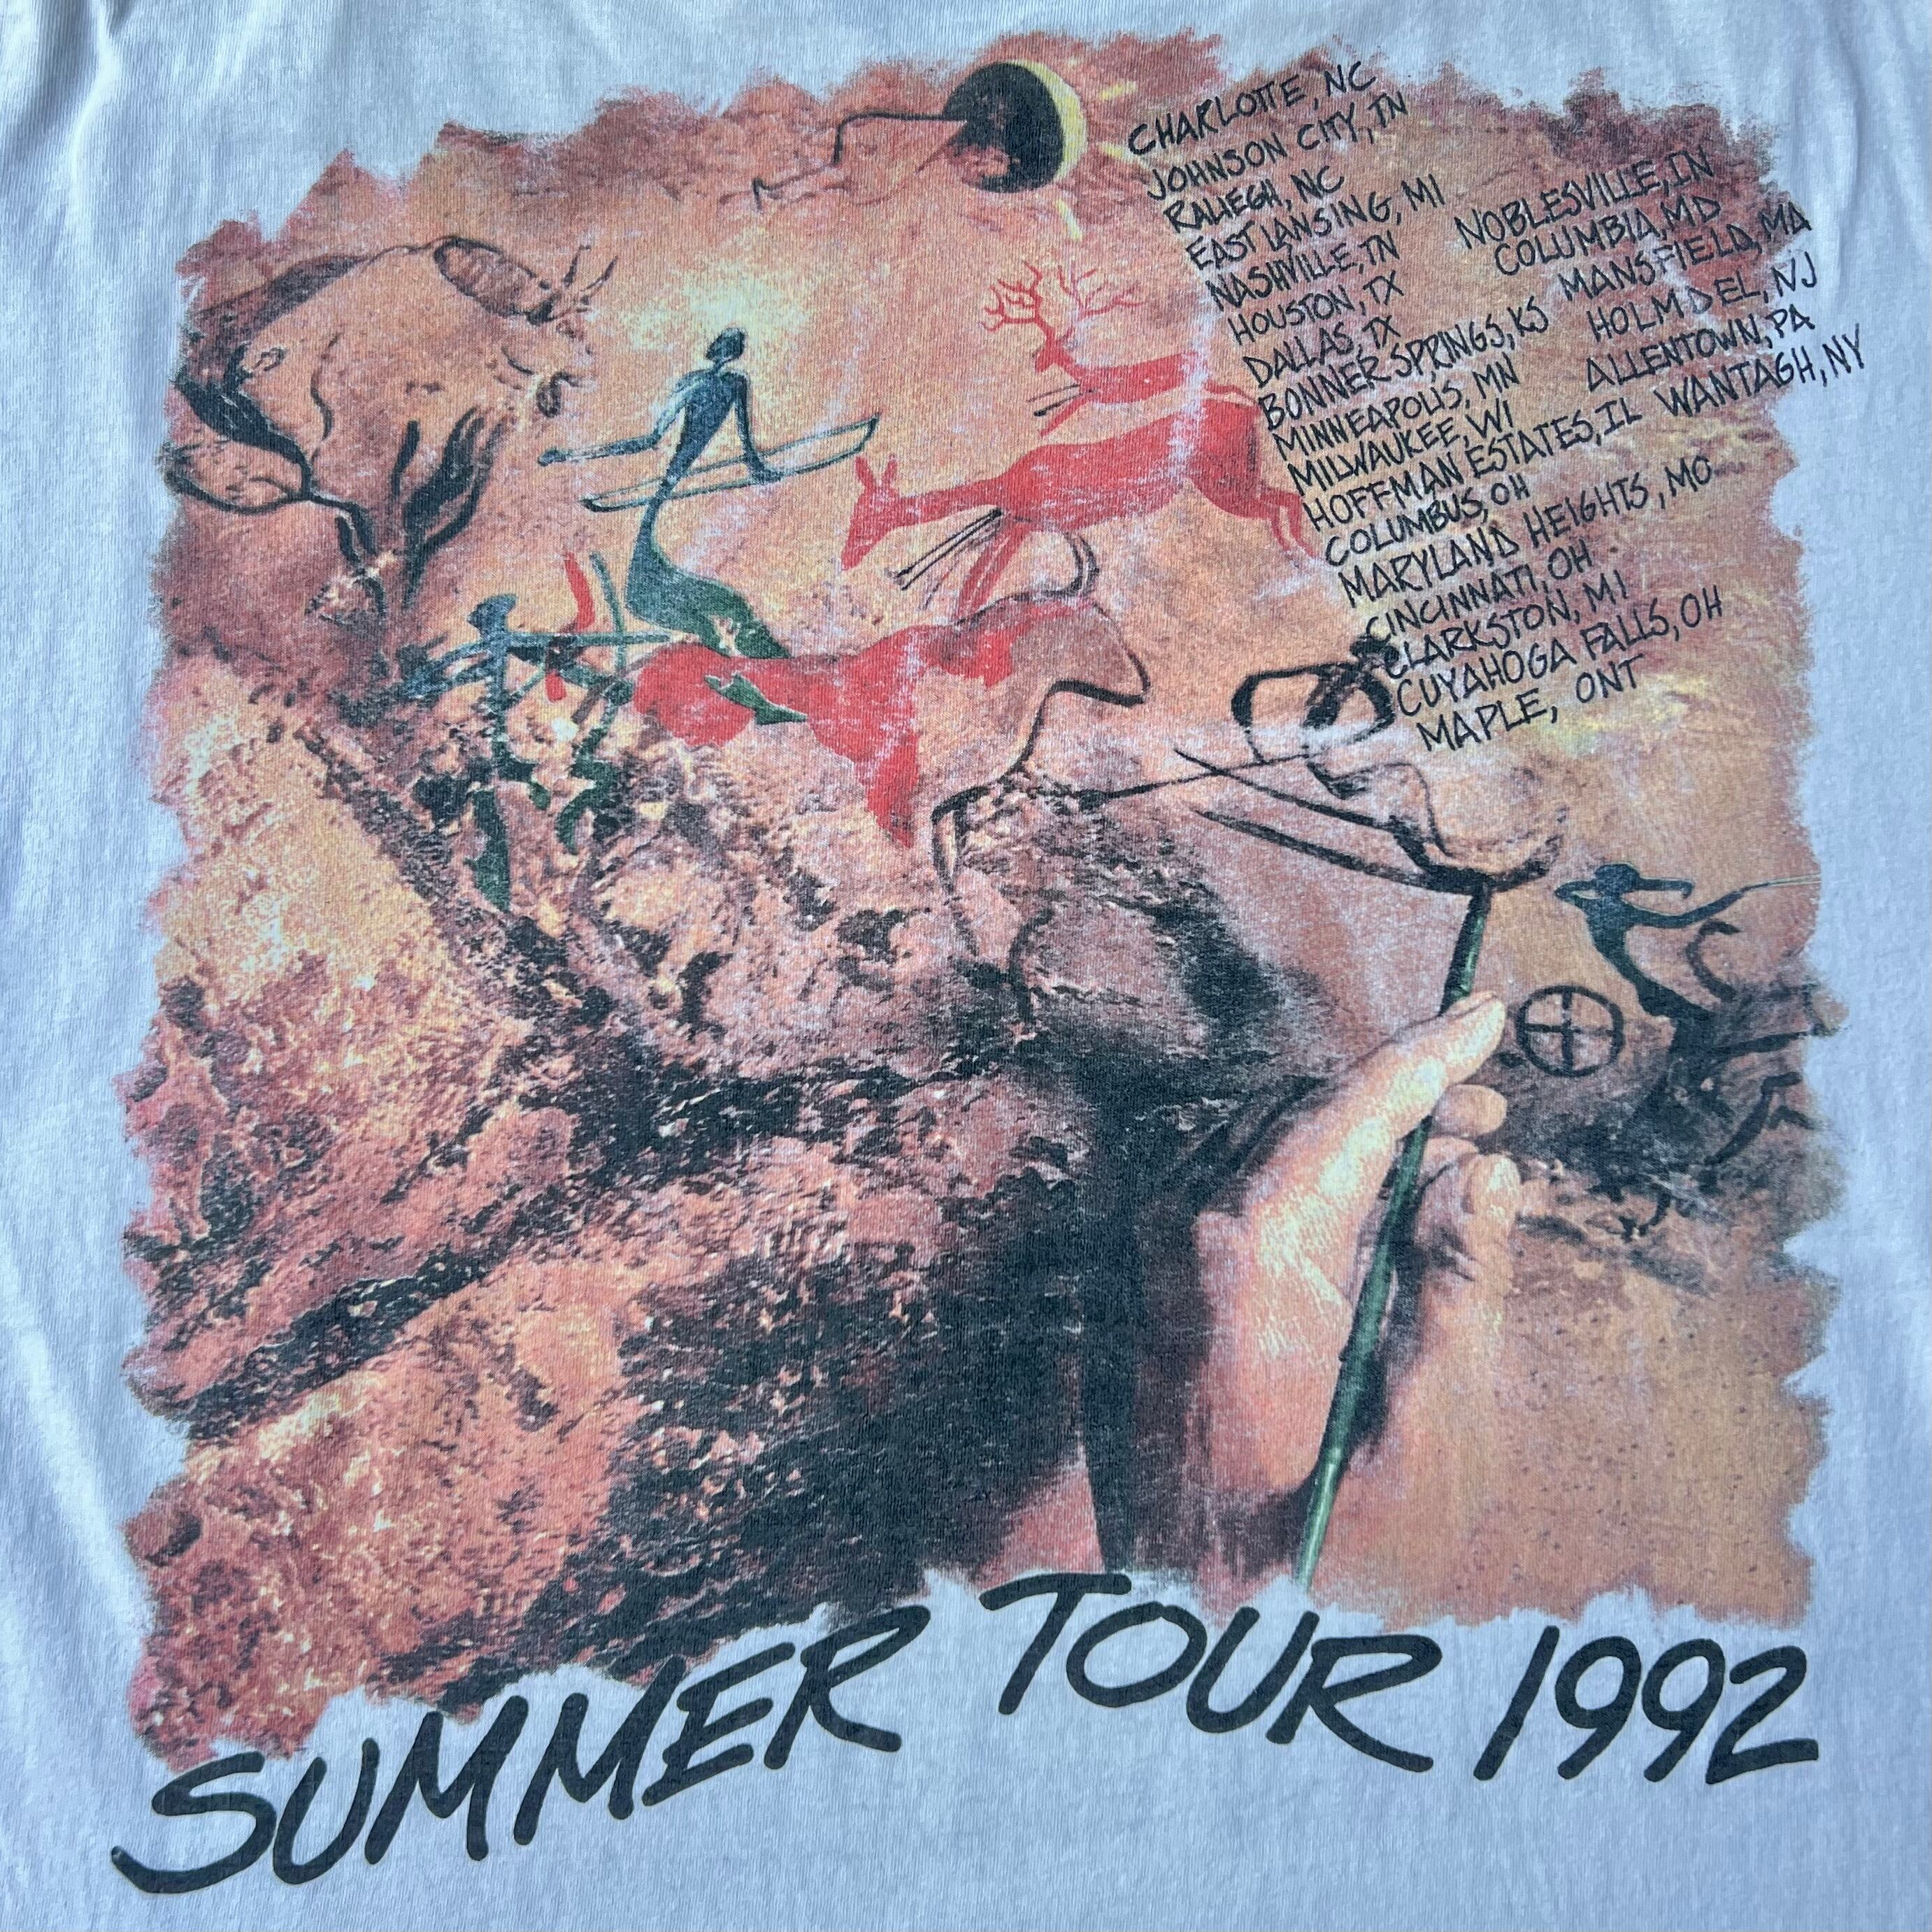 CHARLOTTE, NC
JOHNSON CITY, TN
RALIEGH, NC
EAST LANSING, MI
NASHVILLE, TN
HOUSTON, TX
DALLAS, TX
BONNER SPRINGS, KS
MINNEAPOLIS, MN
MILWAUKEE, WI
HOFFMAN ESTATES, IL
COLUMBUS, OH
MARYLAND HEIGHTS, MO
CINCINNATI, OH
CLARKSTON, MI
CUYAHOGA FALLS, OH
MAPLE, ONT
NOBLESVILLE, IN
COLUMBIA, MD
MANSFIELD, MA
HOLMDEL, NJ
ALLENTOWN, PA
WANTAGH, NY
SUMMER TOUR 1992